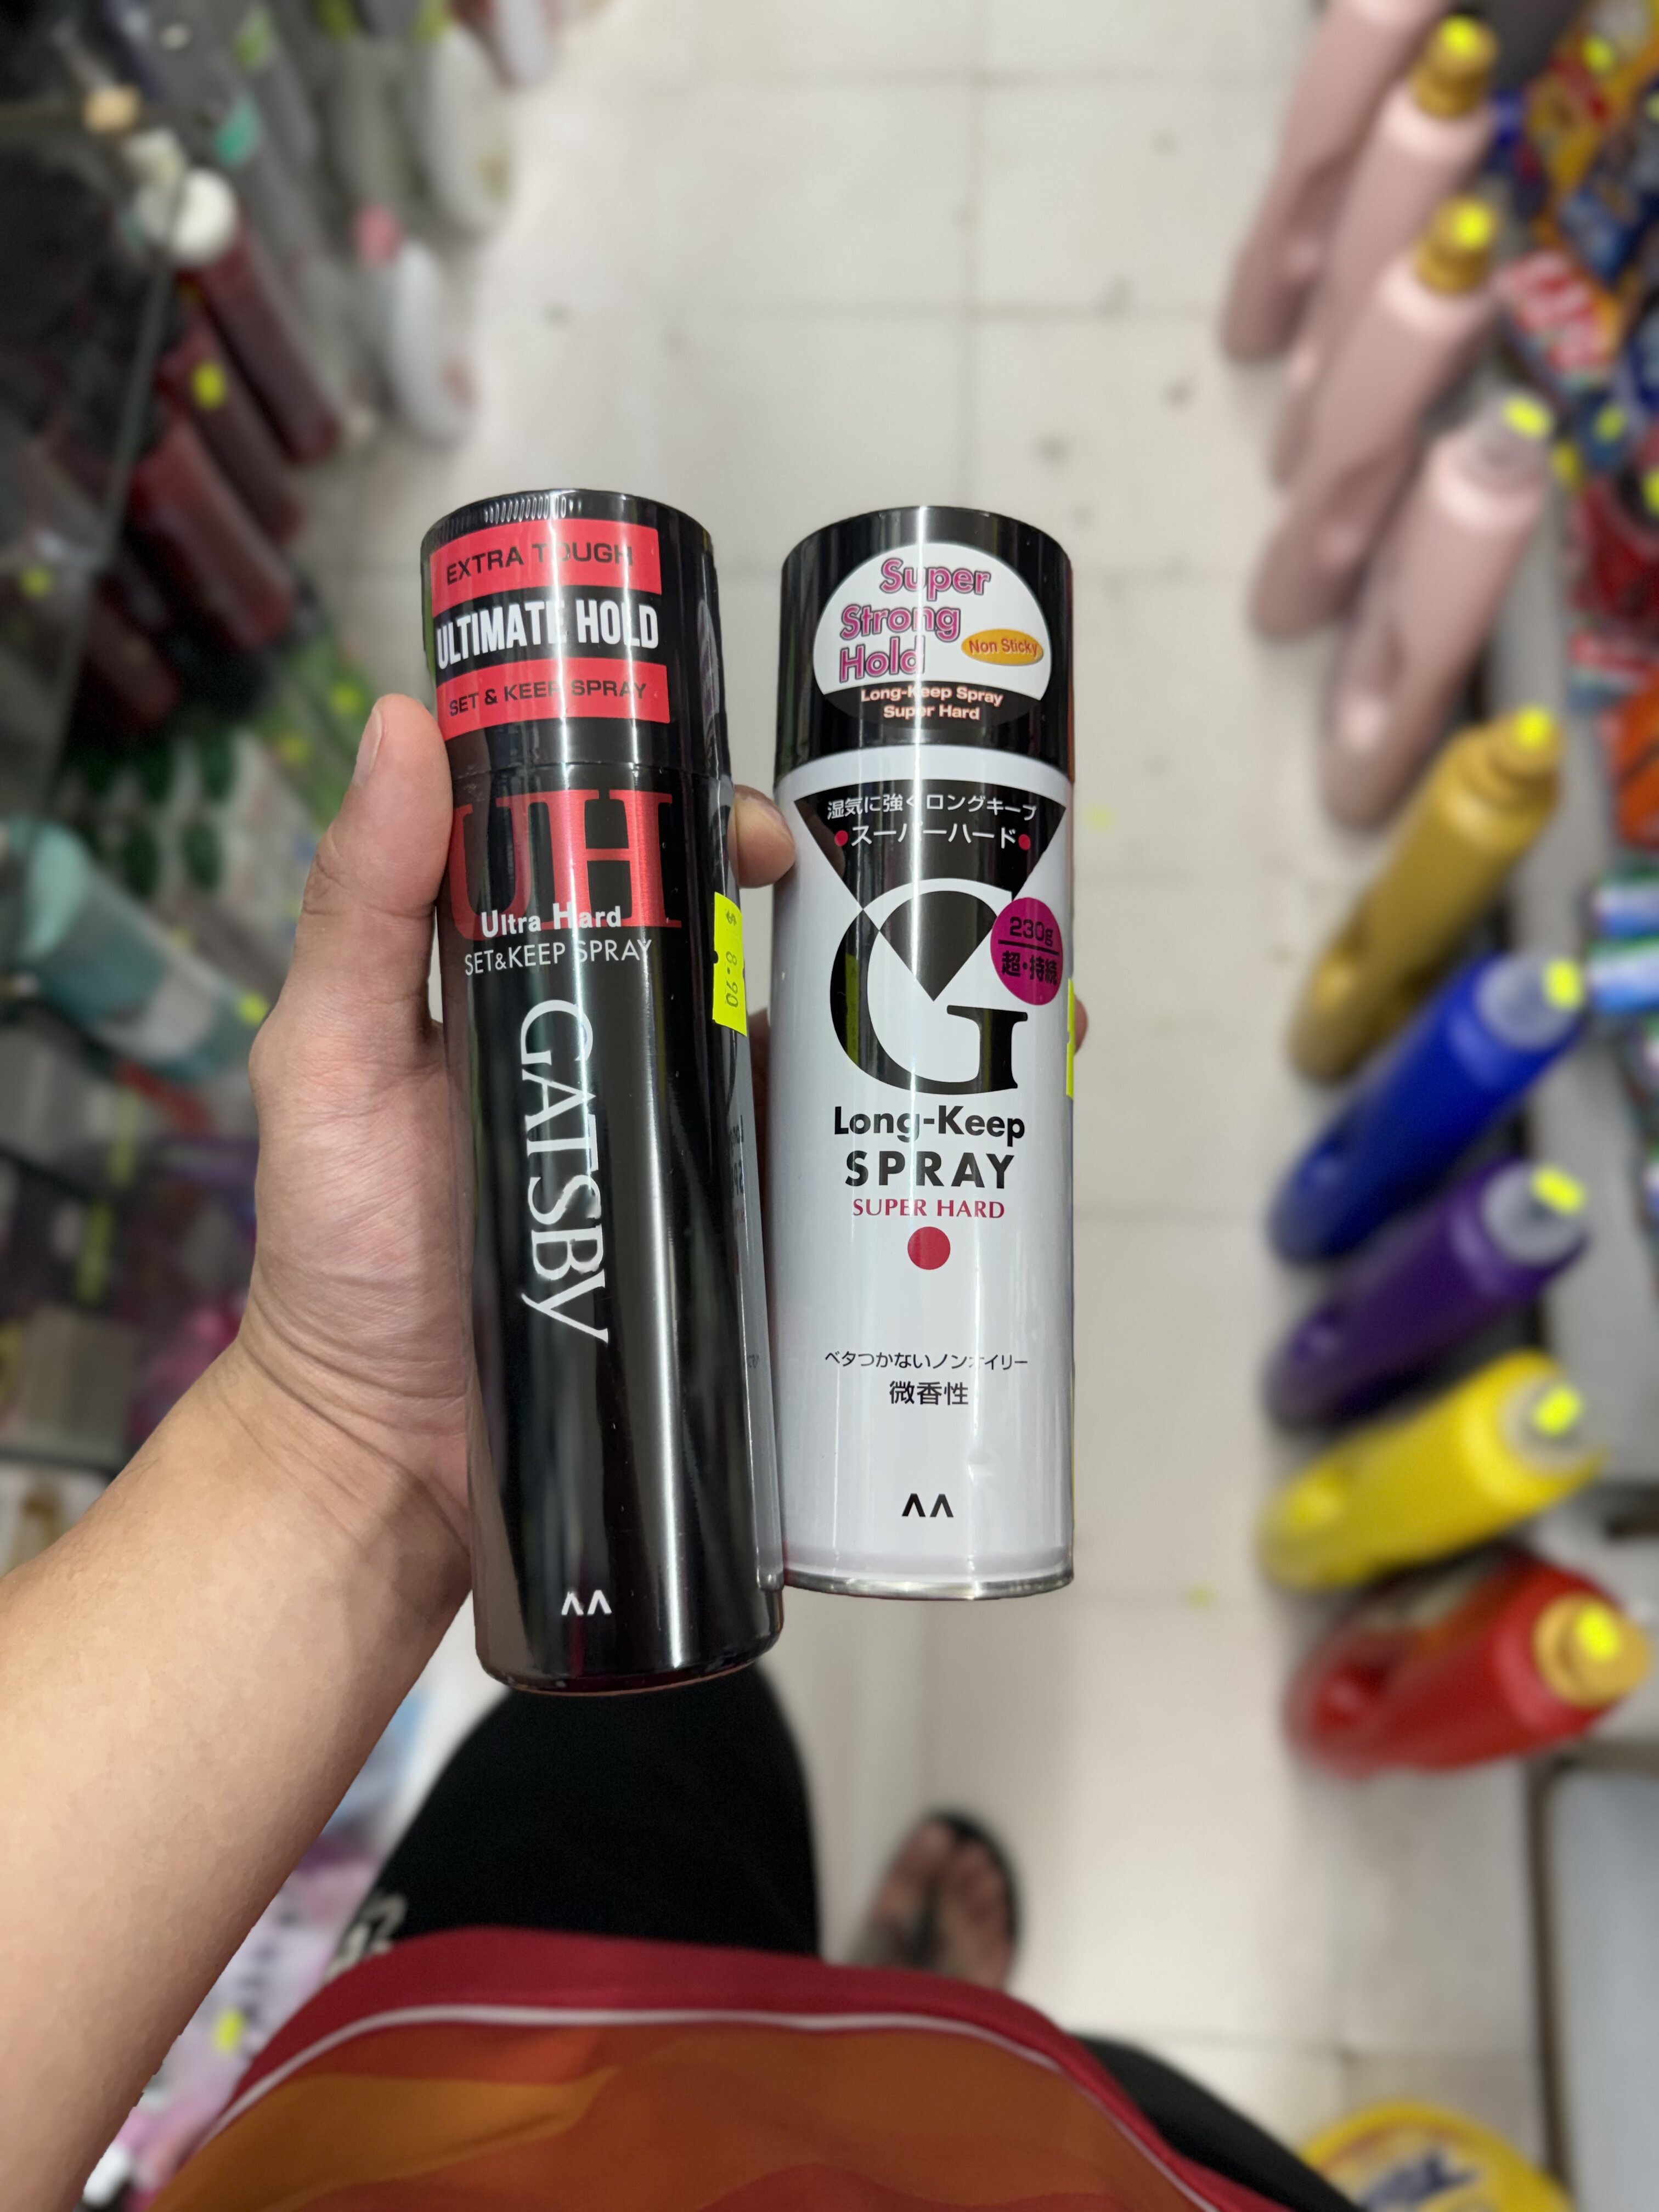 EXTRA TOUGH
ULTIMATE HOLD
SET & KEEP SPRAY
UH
Ultra Hard
SET&KEEP SPRAY
GATSBY
$ 8.90
Super
Strong
Hold
Non Sticky
Long-Keep Spray
Super Hard
湿気に強くロングキープ
スーパーハード
G
230g
超・持続
Long-Keep
SPRAY
SUPER HARD
ベタつかないノンオイリー
微香性